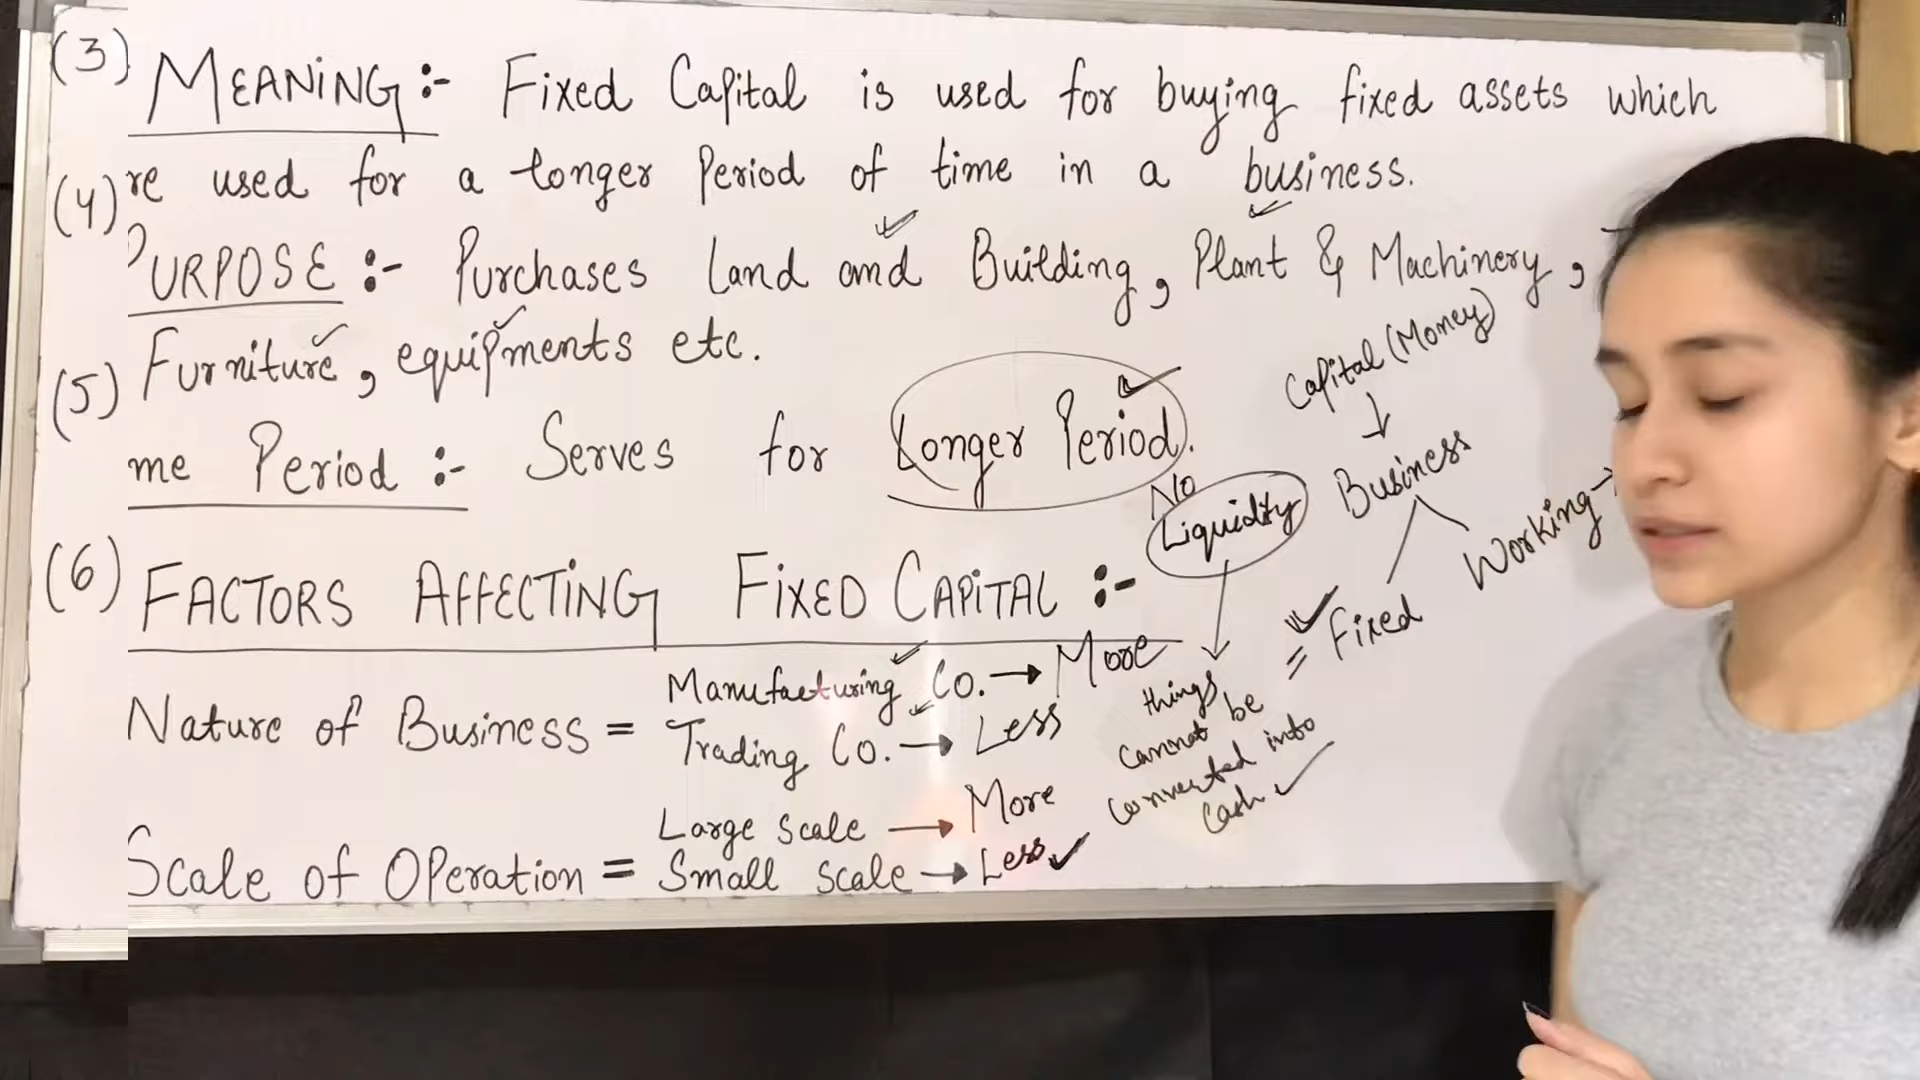 (3) MEANING :- Fixed Capital is used for buying fixed assets which
re used for a longer Period of time in a business.
(4)
PURPOSE :- Purchases Land and Building, Plant & Machinery,
Furniture, equipments etc.
(5)
me Period :- Serves for Longer Period.
(6) FACTORS AFFECTING FIXED CAPITAL :-
Nature of Business = Manufacturing Co. → More
Trading Co. → Less
Scale of Operation = Large scale → More
Small scale → Less
Capital (Money)
↓
Business
Fixed
Working →
No
Liquidity
things
cannot be
converted into
cash